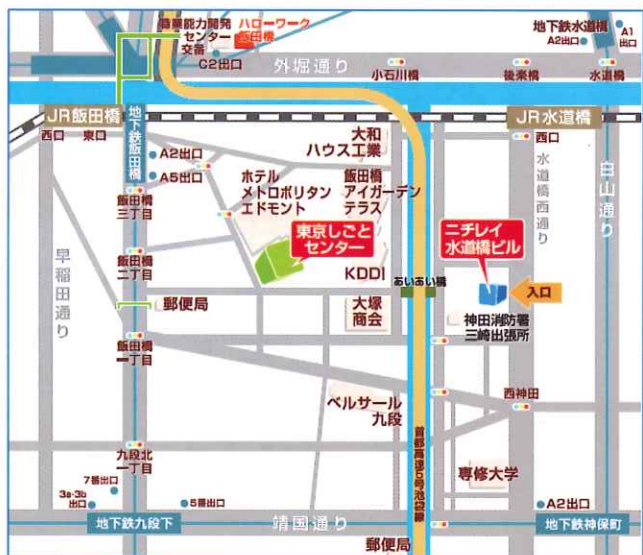 職業能力開発
センター
交番
ハローワーク
飯田橋
C2出口
外堀通り
小石川橋
後楽橋
水道橋
地下鉄水道橋
A2出口
A1
出口
JR飯田橋
西口
東口
地下鉄飯田橋
A2出口
A5出口
飯田橋
三丁目
飯田橋
二丁目
郵便局
飯田橋
一丁目
早稲田通り
大和
ハウス工業
ホテル
メトロポリタン
エドモント
飯田橋
アイガーデン
テラス
東京しごと
センター
KDDI
あいあい橋
大塚
商会
JR水道橋
西口
水道橋西通り
白山通り
ニチレイ
水道橋ビル
入口
神田消防署
三崎出張所
西神田
ベルサール
九段
首都高速5号池袋線
専修大学
九段北
一丁目
7番出口
3a・3b
出口
5番出口
地下鉄九段下
靖国通り
郵便局
A2出口
地下鉄神保町